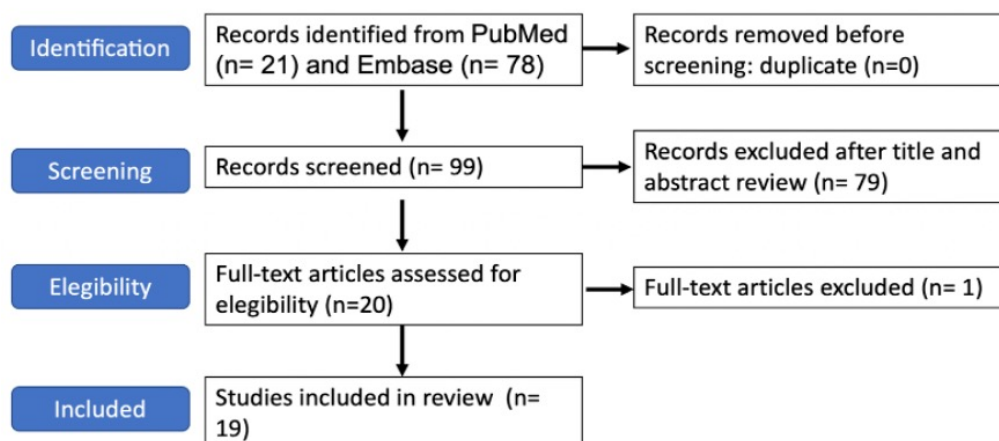 Identification
Records identified from PubMed
(n= 21) and Embase (n= 78)
Records removed before
screening: duplicate (n=0)
Screening
Records screened (n= 99)
Records excluded after title and
abstract review (n= 79)
Elegibility
Full-text articles assessed for
elegibility (n=20)
Full-text articles excluded (n= 1)
Included
Studies included in review (n=
19)